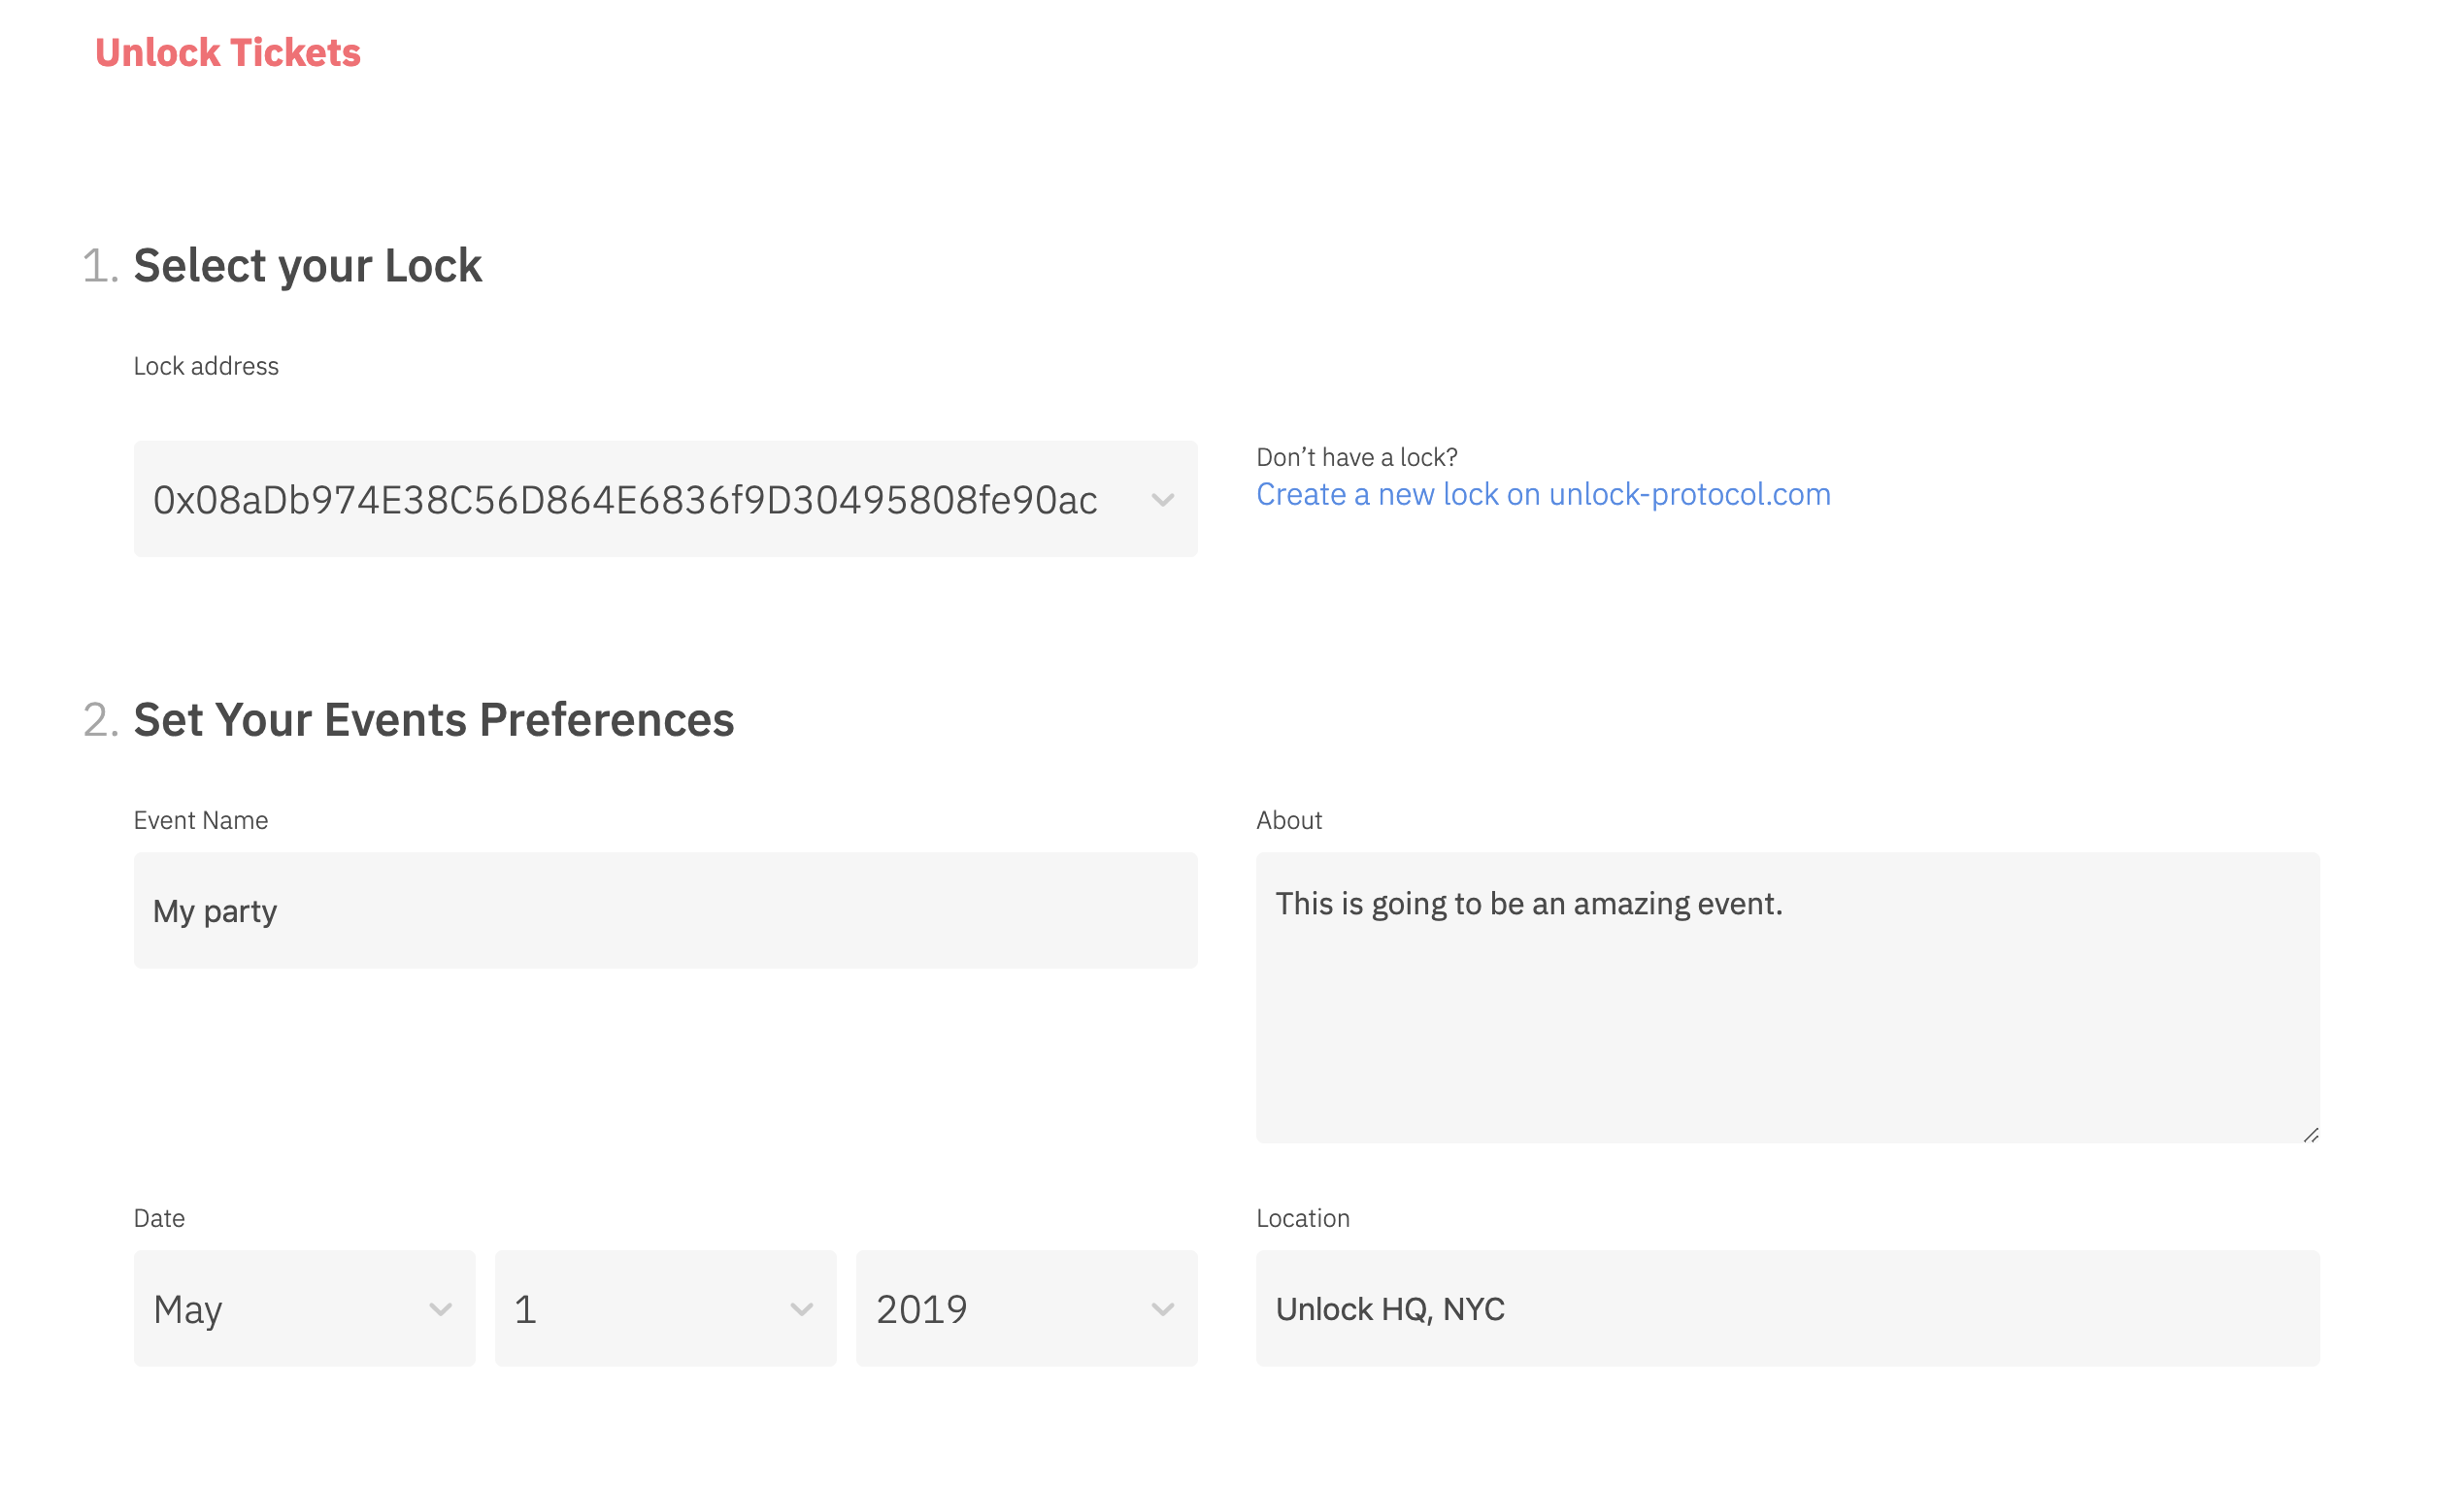 Unlock Tickets
1. Select your Lock
Lock address
0x08aDb974E38C56D864E6836f9D30495808fe90ac
Don’t have a lock?
Create a new lock on unlock-protocol.com
2. Set Your Events Preferences
Event Name
My party
About
This is going to be an amazing event.
Date
May 1 2019
Location
Unlock HQ, NYC